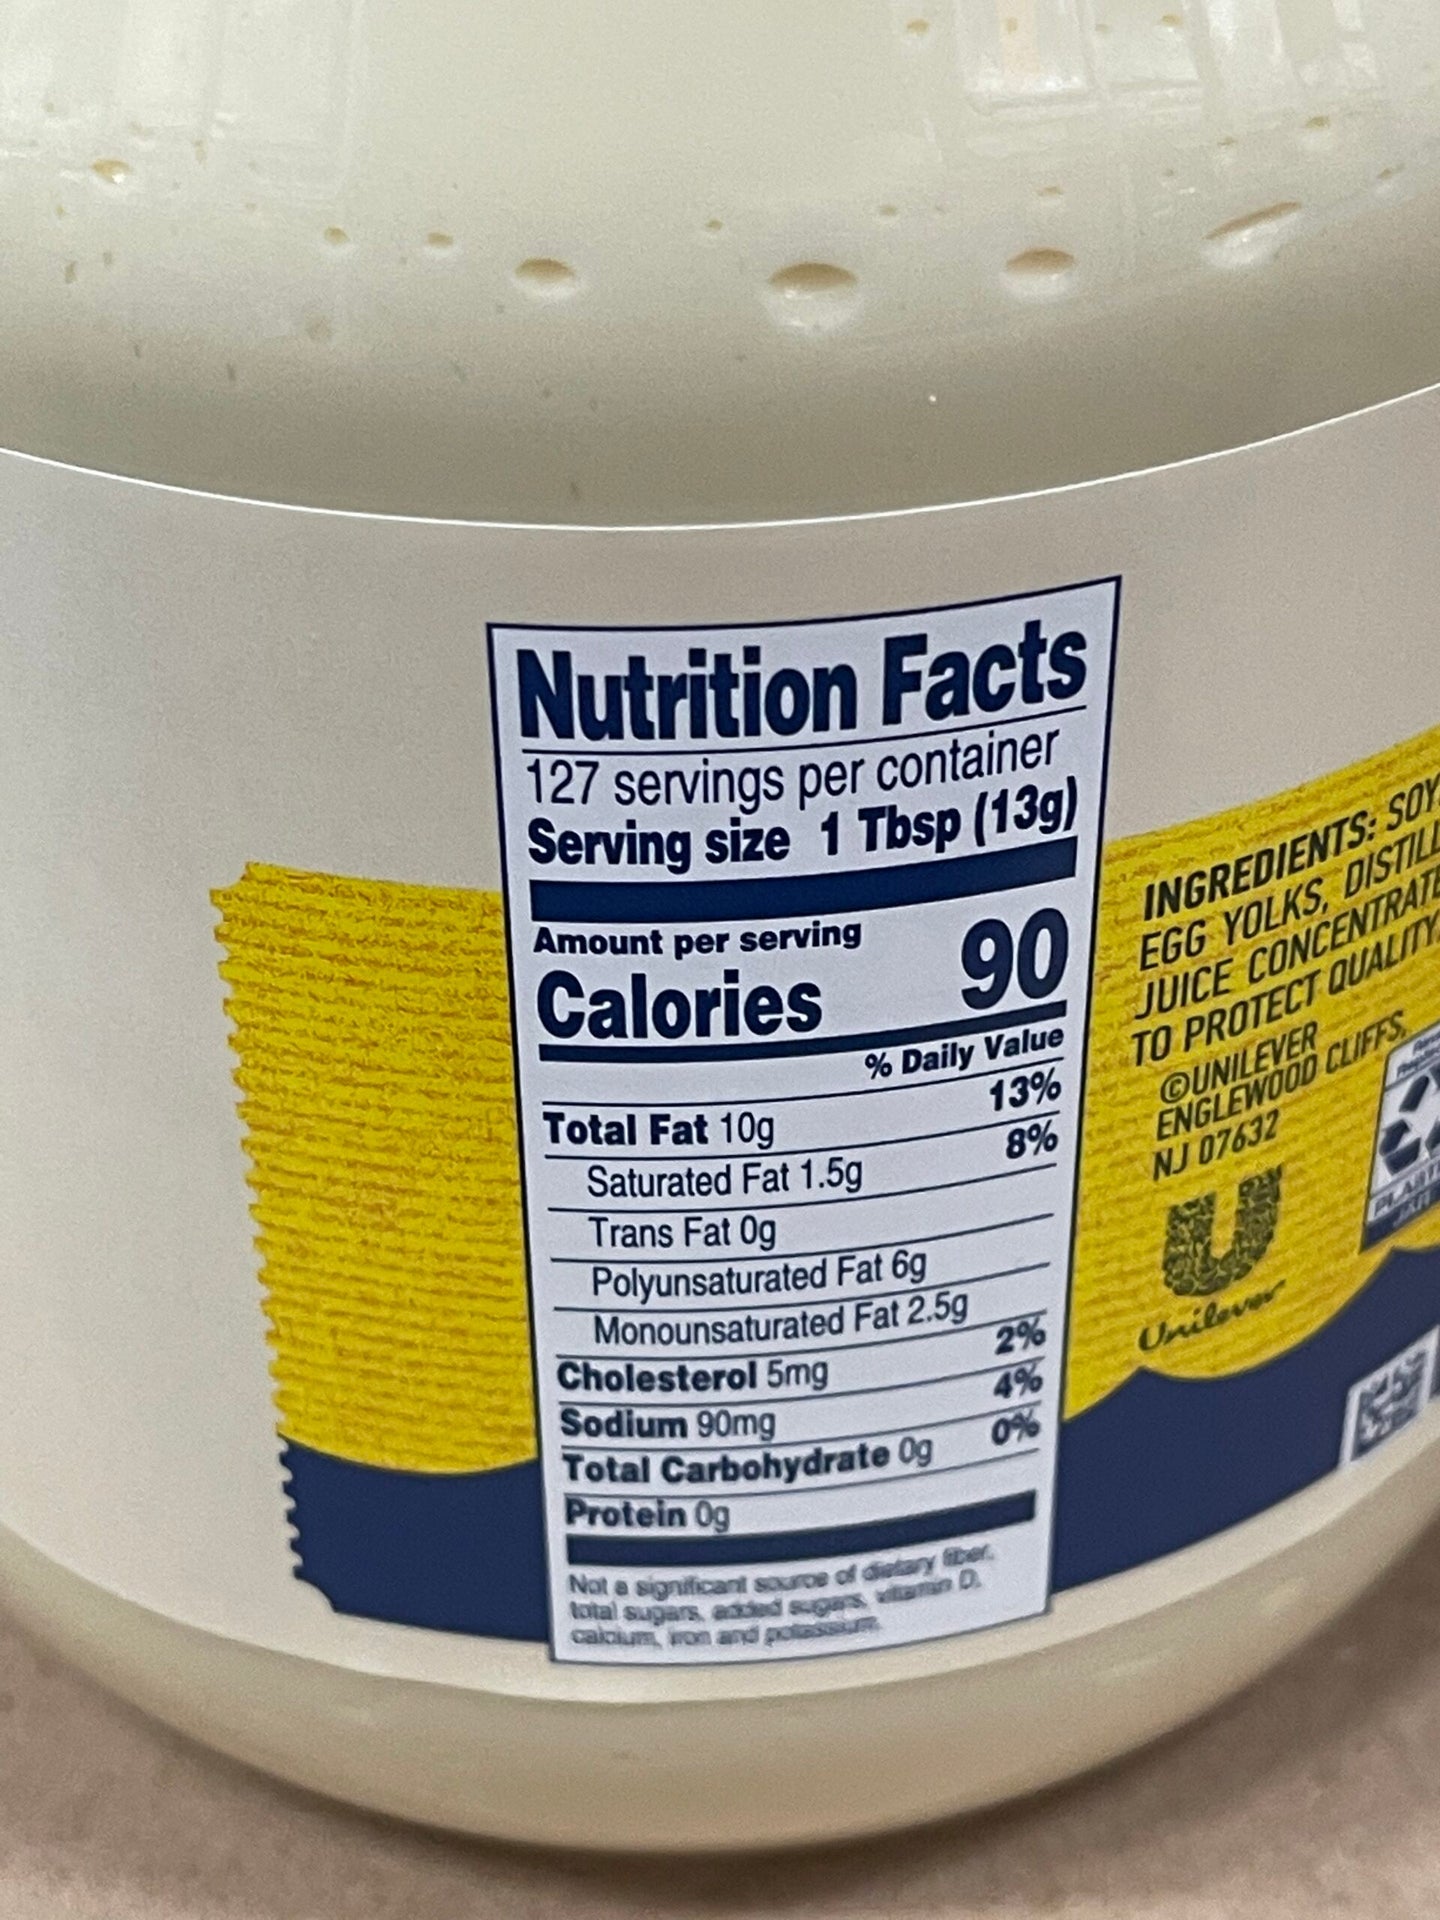 Nutrition Facts
127 servings per container
Serving size 1 Tbsp (13g)
Amount per serving
Calories 90
% Daily Value
Total Fat 10g 13%
Saturated Fat 1.5g 8%
Trans Fat 0g
Polyunsaturated Fat 6g
Monounsaturated Fat 2.5g
Cholesterol 5mg 2%
Sodium 90mg 4%
Total Carbohydrate 0g 0%
Protein 0g
Not a significant source of dietary fiber,
total sugars, added sugars, vitamin D,
calcium, iron and potassium.
INGREDIENTS: SOY
EGG YOLKS, DISTILL
JUICE CONCENTRATE
TO PROTECT QUALITY
©UNILEVER
ENGLEWOOD CLIFFS,
NJ 07632
Unilever